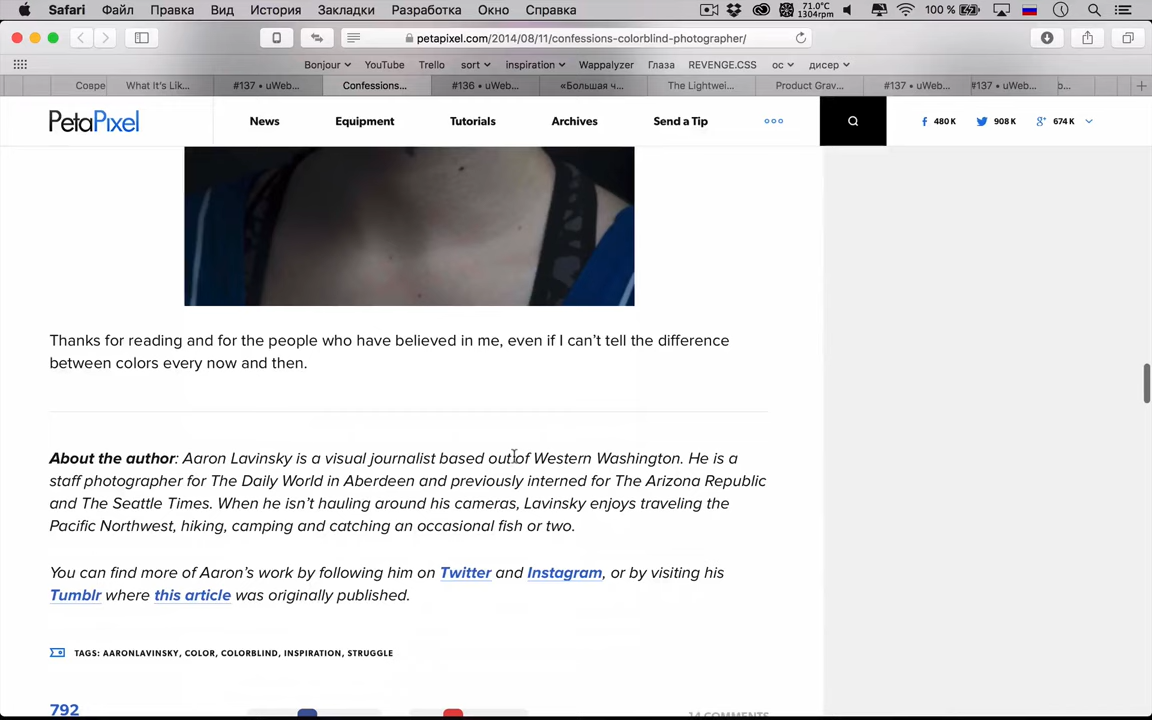 Safari Файл Правка Вид История Закладки Разработка Окно Справка 71.0°C 1304rpm 100 %
petapixel.com/2014/08/11/confessions-colorblind-photographer/
Bonjour YouTube Trello sort inspiration Wappalyzer Глаза REVENGE.CSS ос дисер
Совре What It's Lik... #137 • uWeb... Confessions... #136 • uWeb... «Большая ч... The Lightwei... Product Grav... #137 • uWeb... #137 • uWeb... b...
PetaPixel News Equipment Tutorials Archives Send a Tip 480 K 908 K 674 K
Thanks for reading and for the people who have believed in me, even if I can't tell the difference
between colors every now and then.
About the author: Aaron Lavinsky is a visual journalist based out of Western Washington. He is a
staff photographer for The Daily World in Aberdeen and previously interned for The Arizona Republic
and The Seattle Times. When he isn't hauling around his cameras, Lavinsky enjoys traveling the
Pacific Northwest, hiking, camping and catching an occasional fish or two.
You can find more of Aaron's work by following him on Twitter and Instagram, or by visiting his
Tumblr where this article was originally published.
TAGS: AARONLAVINSKY, COLOR, COLORBLIND, INSPIRATION, STRUGGLE
792 14 COMMENTS